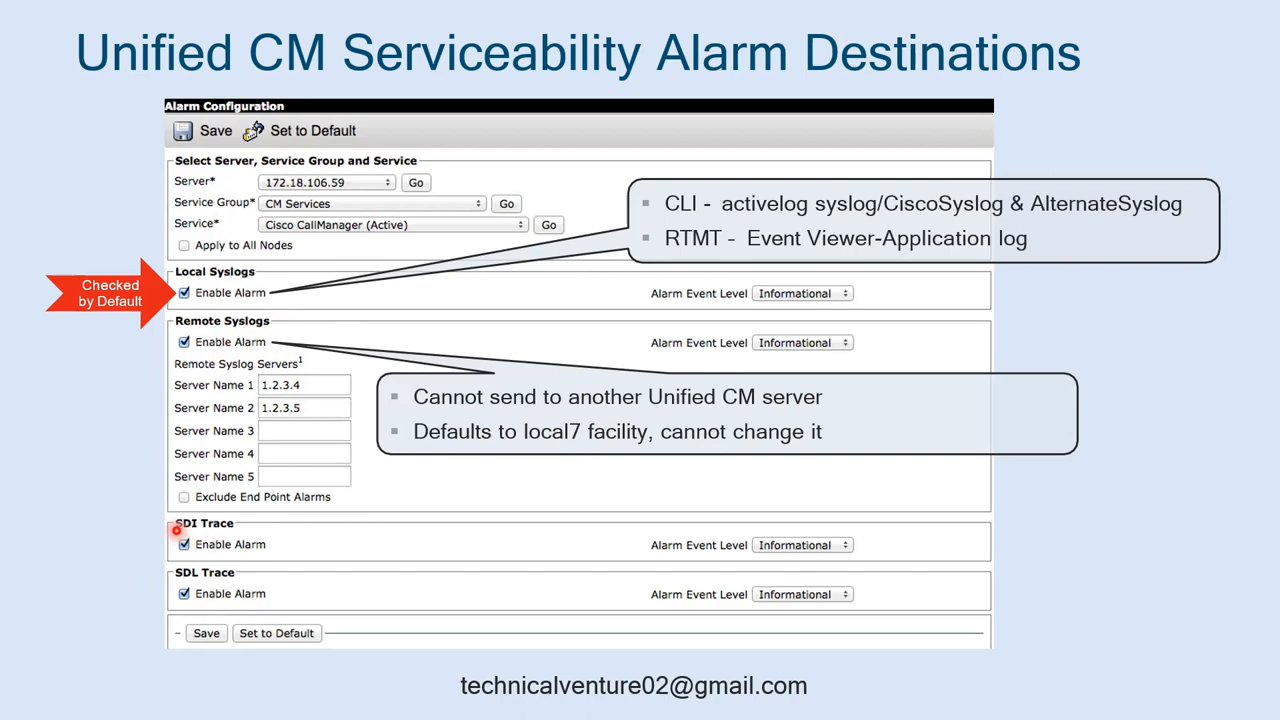 Unified CM Serviceability Alarm Destinations
Alarm Configuration
Save Set to Default
Select Server, Service Group and Service
Server* 172.18.106.59 Go
Service Group* CM Services Go
Service* Cisco CallManager (Active) Go
Apply to All Nodes
CLI - activelog syslog/CiscoSyslog & AlternateSyslog
RTMT - Event Viewer-Application log
Checked
by Default
Local Syslogs
Enable Alarm Alarm Event Level Informational
Remote Syslogs
Enable Alarm Alarm Event Level Informational
Remote Syslog Servers1
Server Name 1 1.2.3.4
Server Name 2 1.2.3.5
Server Name 3
Server Name 4
Server Name 5
Cannot send to another Unified CM server
Defaults to local7 facility, cannot change it
Exclude End Point Alarms
SDI Trace
Enable Alarm Alarm Event Level Informational
SDL Trace
Enable Alarm Alarm Event Level Informational
Save Set to Default
technicalventure02@gmail.com